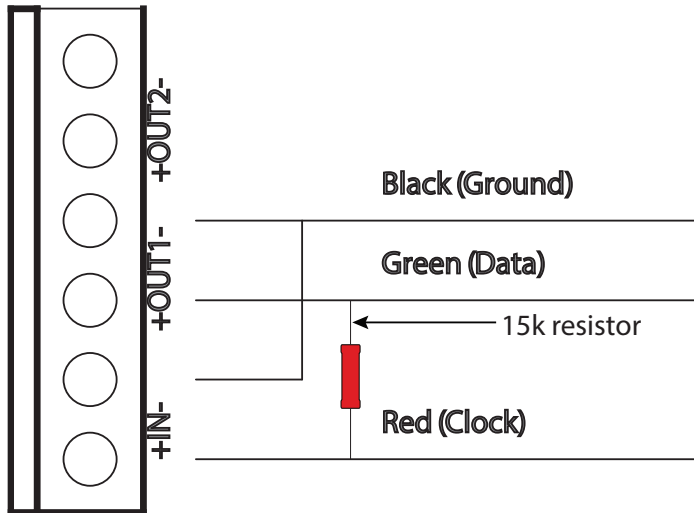 +OUT2-
Black (Ground)
+OUT1-
Green (Data)
15k resistor
+IN-
Red (Clock)